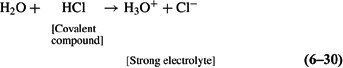 H₂O + HCl → H₃O⁺ + Cl⁻
[Covalent
compound]
[Strong electrolyte] (6–30)